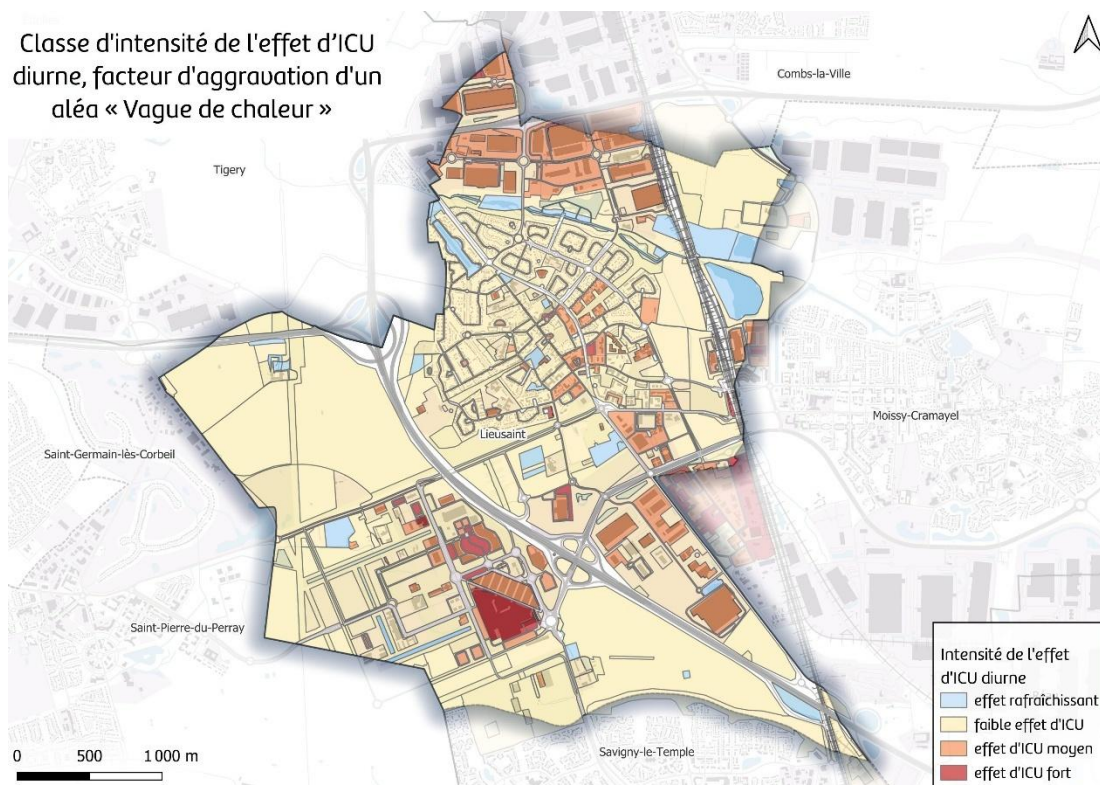 Classe d'intensité de l'effet d'ICU
diurne, facteur d'aggravation d'un
aléa « Vague de chaleur »
Combs-la-Ville
Tigery
Moissy-Cramayel
Lieusaint
Saint-Germain-lès-Corbeil
Saint-Pierre-du-Perray
Savigny-le-Temple
Intensité de l'effet
d'ICU diurne
effet rafraîchissant
faible effet d'ICU
effet d'ICU moyen
effet d'ICU fort
0 500 1 000 m